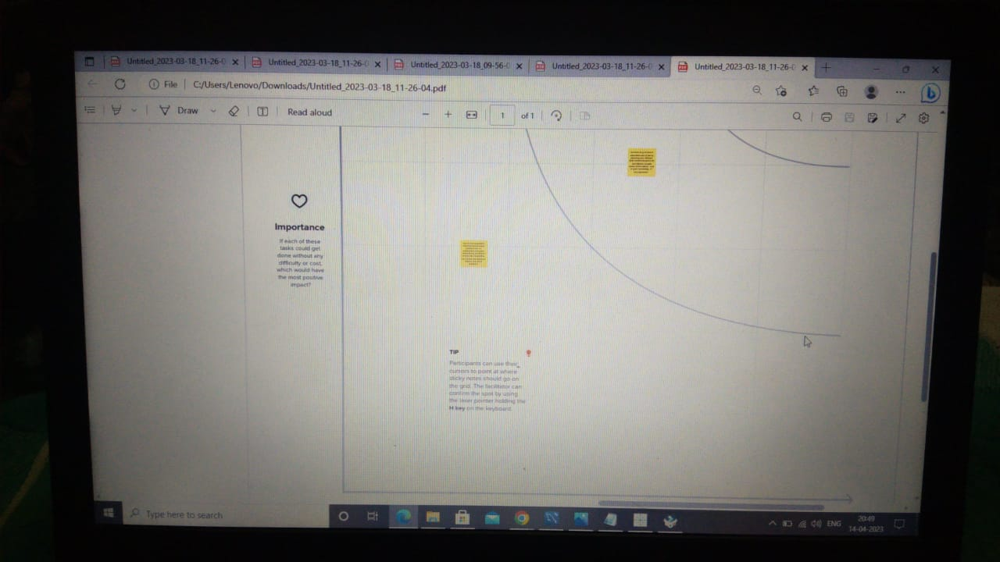 Untitled_2023-03-18_11-26-0
Untitled_2023-03-18_11-26-0
Untitled_2023-03-18_09-56-0
Untitled_2023-03-18_11-26-0
Untitled_2023-03-18_11-26-0
File
C:/Users/Lenovo/Downloads/Untitled_2023-03-18_11-26-04.pdf
Draw
Read aloud
1
of 1
Importance
If each of these
tasks could get
done without any
difficulty or cost,
which would have
the most positive
impact?
TIP
Participants can use their
cursors to point at where
sticky notes should go on
the grid. The facilitator can
confirm the spot by using
the laser pointer holding the
H key on the keyboard.
Type here to search
ENG
20:49
14-04-2023